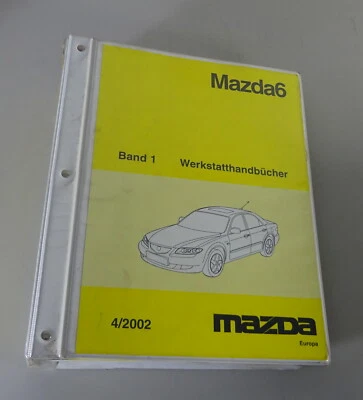 Mazda6
Band 1 Werkstatthandbücher
4/2002
mazda
Europa